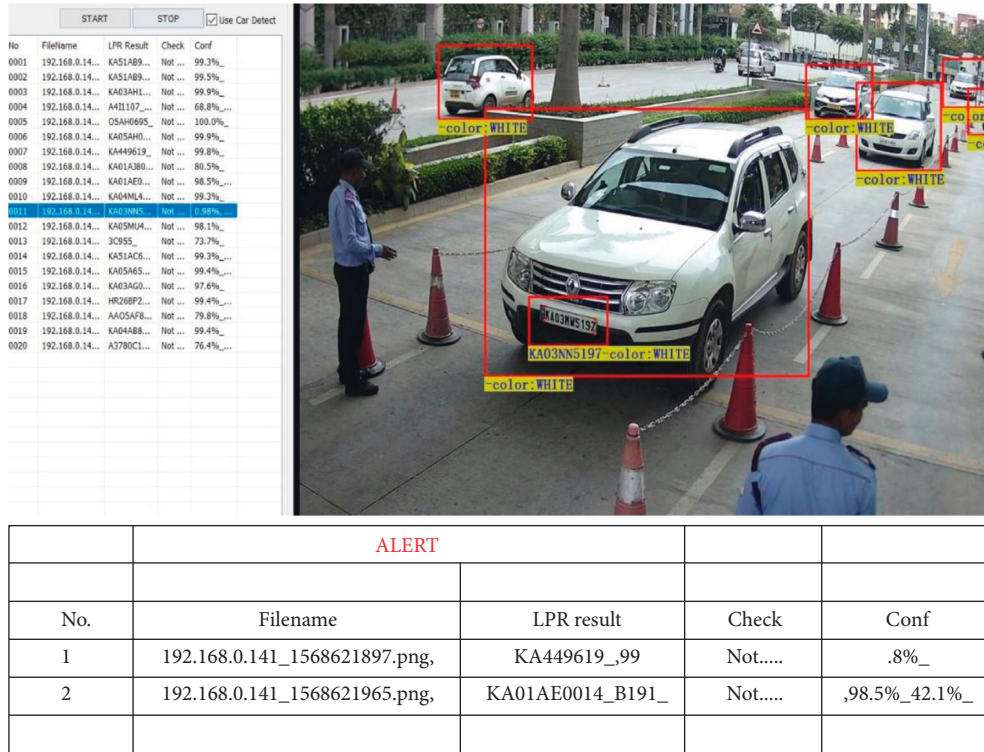 START STOP Use Car Detect
No FileName LPR Result Check Conf
0001 192.168.0.14... KA51AB9... Not ... 99.3%_
0002 192.168.0.14... KA51AB9... Not ... 99.5%_
0003 192.168.0.14... KA03AH1... Not ... 99.9%_
0004 192.168.0.14... A4I1107_... Not ... 68.8%_...
0005 192.168.0.14... O5AH0695_ Not ... 100.0%_
0006 192.168.0.14... KA05AH0... Not ... 99.9%_
0007 192.168.0.14... KA449619_ Not ... 99.8%_
0008 192.168.0.14... KA01AJ80... Not ... 80.5%_
0009 192.168.0.14... KA01AE0... Not ... 98.5%_...
0010 192.168.0.14... KA04ML4... Not ... 99.3%_
0011 192.168.0.14... KA03NN5... Not ... 0.98%_...
0012 192.168.0.14... KA05MU4... Not ... 98.1%_
0013 192.168.0.14... 3C955_ Not ... 73.7%_
0014 192.168.0.14... KA51AC6... Not ... 99.3%_...
0015 192.168.0.14... KA05A65... Not ... 99.4%_
0016 192.168.0.14... KA03AG0... Not ... 97.6%_
0017 192.168.0.14... HR26BP2... Not ... 99.4%_...
0018 192.168.0.14... AAO5AF8... Not ... 79.8%_...
0019 192.168.0.14... KA04AB8... Not ... 99.4%_
0020 192.168.0.14... A3780C1... Not ... 76.4%_...
-color:WHITE
-color:WHITE
-color:WHITE
KA03MW5197
KA03NN5197-color:WHITE
-color:WHITE
ALERT
No. Filename LPR result Check Conf
1 192.168.0.141_1568621897.png, KA449619_,99 Not..... .8%_
2 192.168.0.141_1568621965.png, KA01AE0014_B191_ Not..... ,98.5%_42.1%_